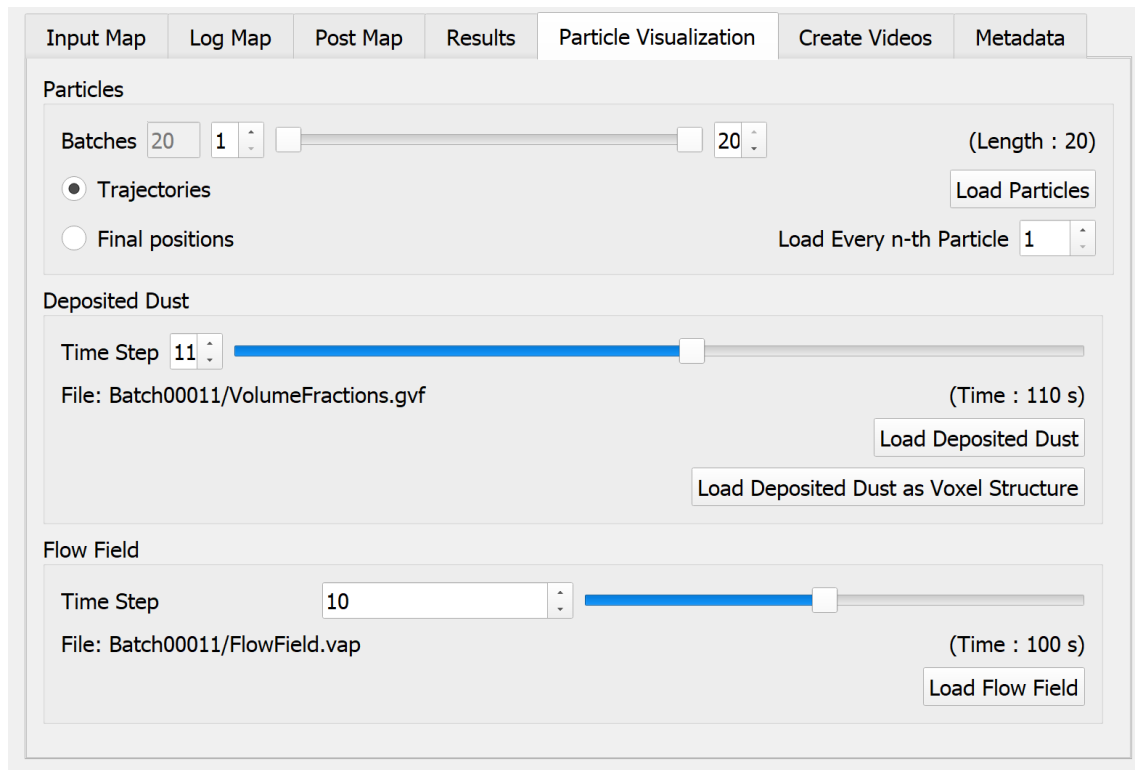 Input Map Log Map Post Map Results Particle Visualization Create Videos Metadata
Particles
Batches 20 1 20 (Length : 20)
Trajectories Load Particles
Final positions Load Every n-th Particle 1
Deposited Dust
Time Step 11
File: Batch00011/VolumeFractions.gvf (Time : 110 s)
Load Deposited Dust
Load Deposited Dust as Voxel Structure
Flow Field
Time Step 10
File: Batch00011/FlowField.vap (Time : 100 s)
Load Flow Field